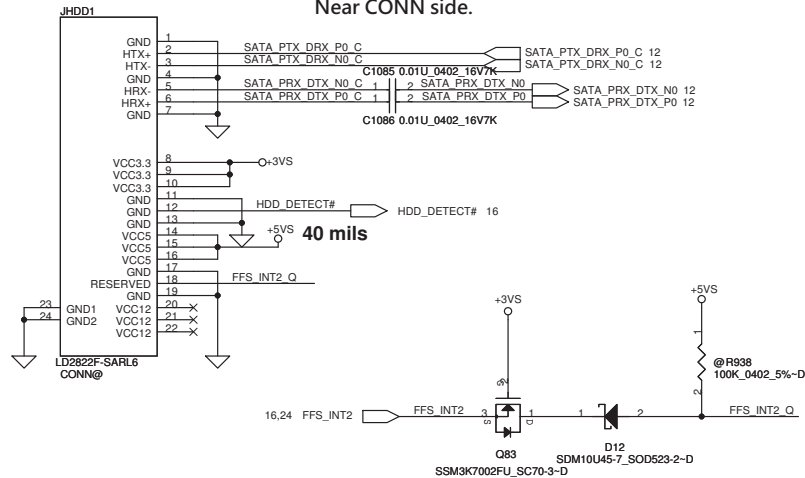 Near CONN side.
JHDD1
GND 1
HTX+ 2 SATA_PTX_DRX_P0_C SATA_PTX_DRX_P0_C 12
HTX- 3 SATA_PTX_DRX_N0_C SATA_PTX_DRX_N0_C 12
GND 4 C1085 0.01U_0402_16V7K
HRX- 5 SATA_PRX_DTX_N0_C 1 2 SATA_PRX_DTX_N0 SATA_PRX_DTX_N0 12
HRX+ 6 SATA_PRX_DTX_P0_C 1 2 SATA_PRX_DTX_P0 SATA_PRX_DTX_P0 12
GND 7
C1086 0.01U_0402_16V7K
VCC3.3 8 +3VS
VCC3.3 9
VCC3.3 10
GND 11
GND 12 HDD_DETECT# HDD_DETECT# 16
GND 13
VCC5 14 +5VS 40 mils
VCC5 15
VCC5 16
GND 17
RESERVED 18 FFS_INT2_Q
GND 19
23 GND1 VCC12 20
24 GND2 VCC12 21
VCC12 22
LD2822F-SARL6
CONN@
+3VS
+5VS
1
@R938
100K_0402_5%~D
2
G 2
16,24 FFS_INT2 FFS_INT2 3 S D 1 1 2 FFS_INT2_Q
Q83
SSM3K7002FU_SC70-3~D
D12
SDM10U45-7_SOD523-2~D